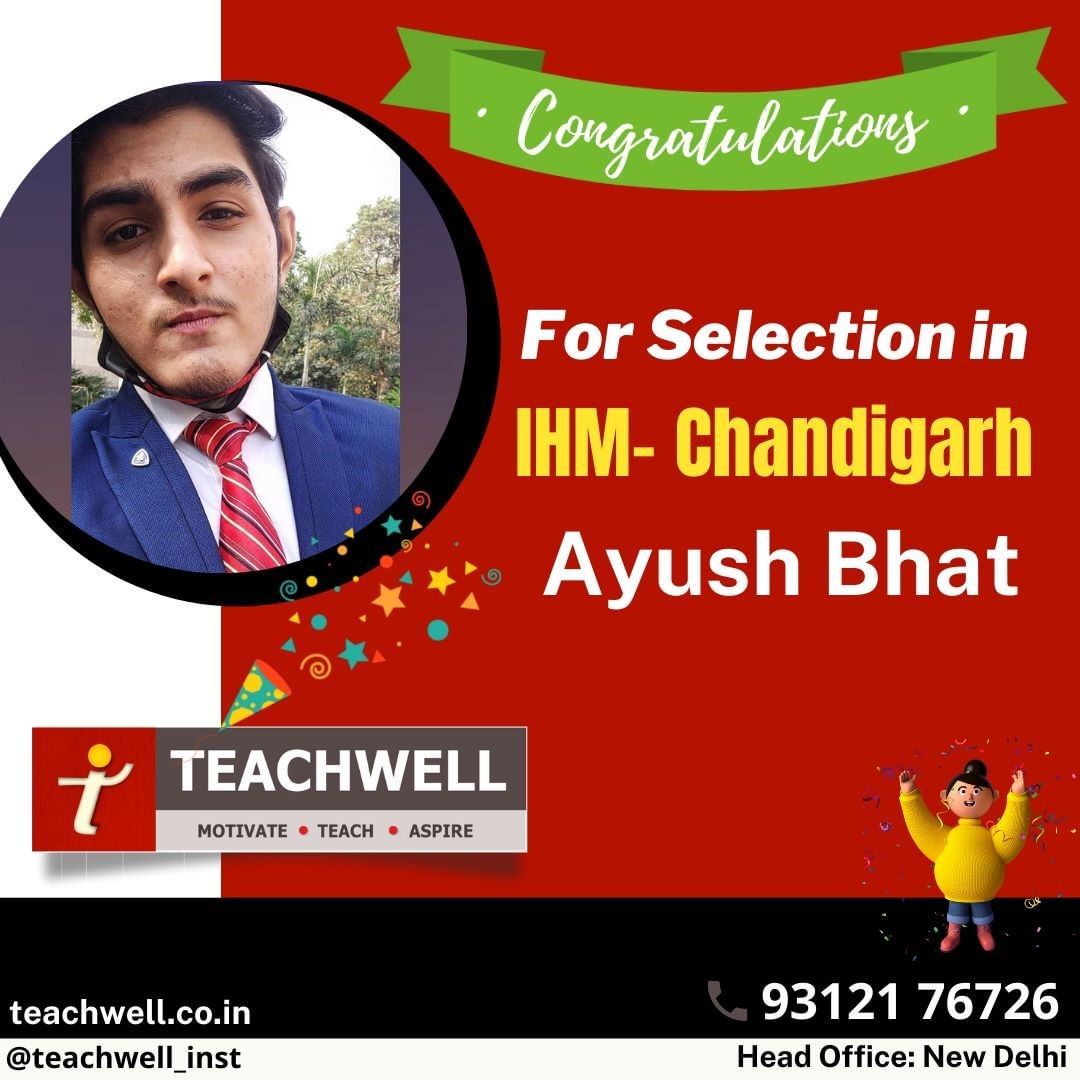 • Congratulations •
For Selection in
IHM- Chandigarh
Ayush Bhat
TEACHWELL
MOTIVATE • TEACH • ASPIRE
teachwell.co.in
93121 76726
@teachwell_inst
Head Office: New Delhi